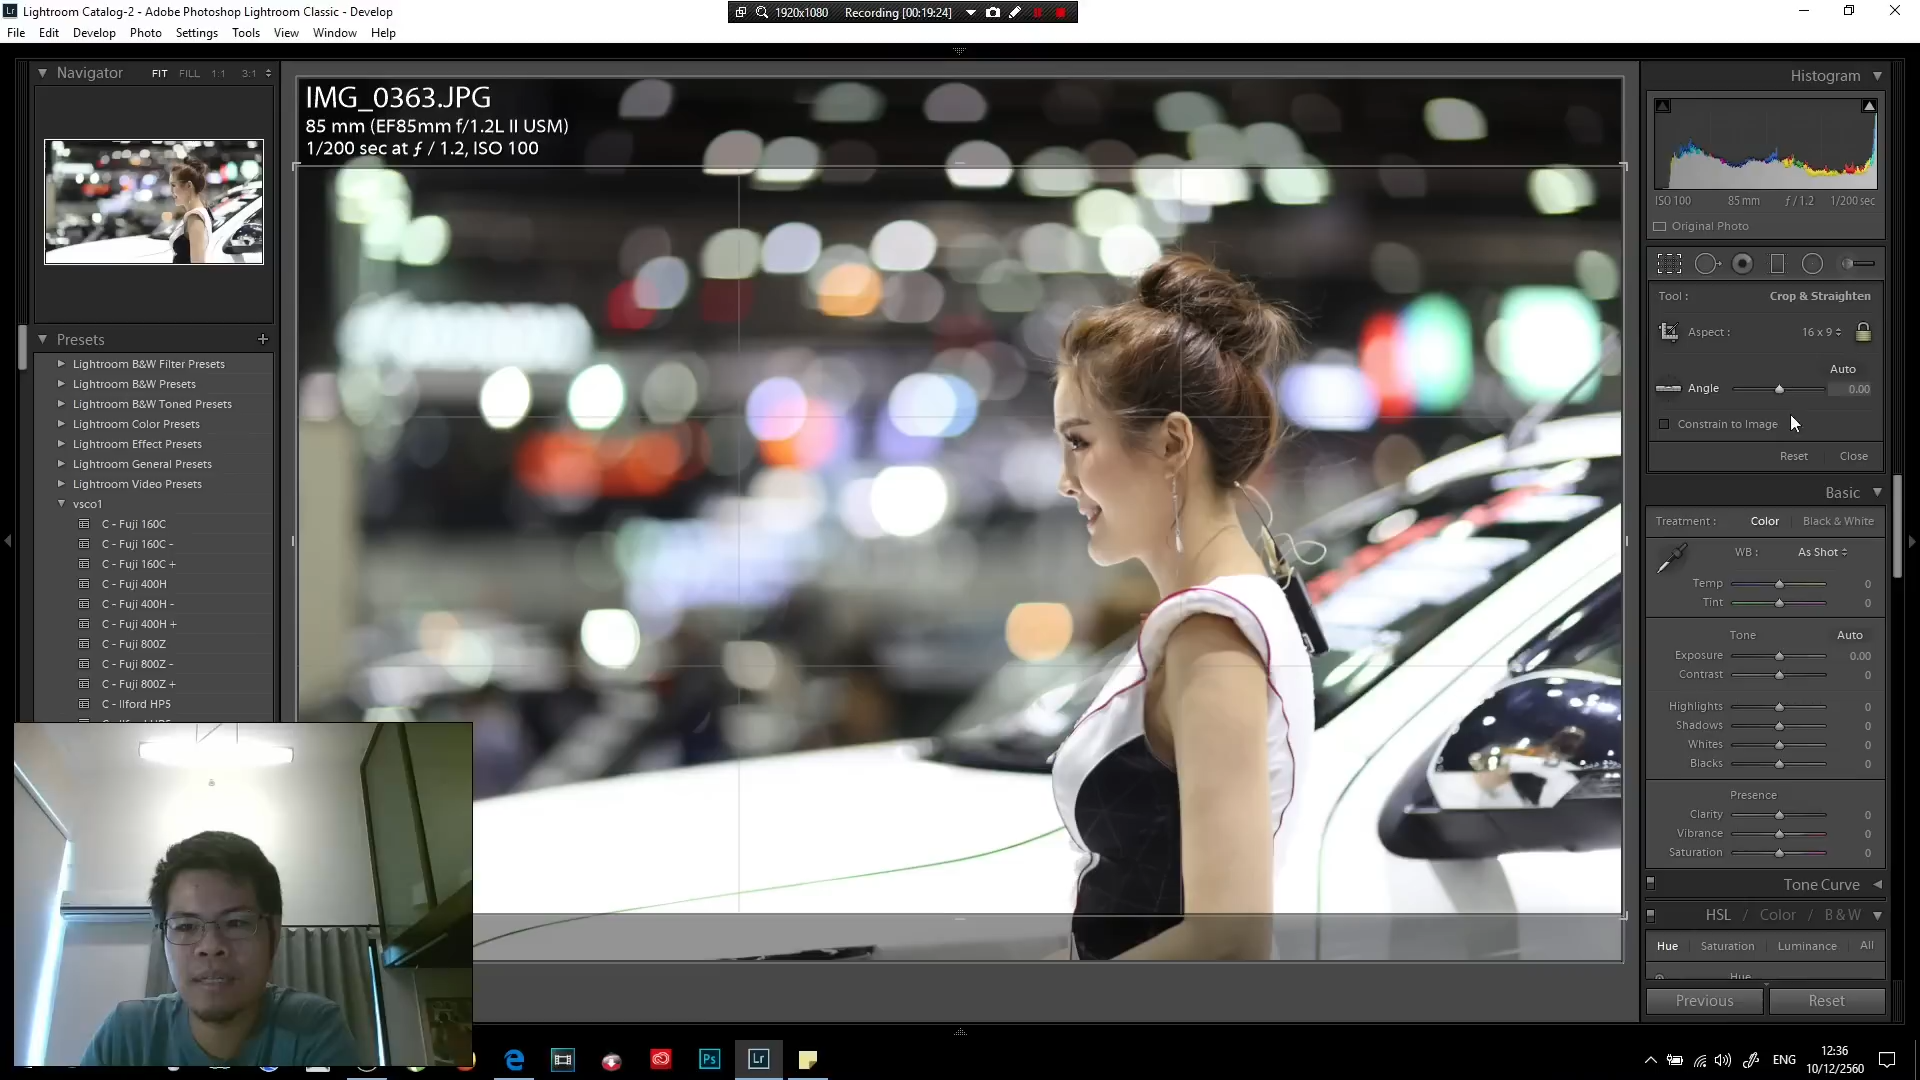 Lightroom Catalog-2 - Adobe Photoshop Lightroom Classic - Develop
1920x1080 Recording [00:19:24]
File Edit Develop Photo Settings Tools View Window Help
Navigator FIT FILL 1:1 3:1
Presets +
Lightroom B&W Filter Presets
Lightroom B&W Presets
Lightroom B&W Toned Presets
Lightroom Color Presets
Lightroom Effect Presets
Lightroom General Presets
Lightroom Video Presets
vsco1
C - Fuji 160C
C - Fuji 160C -
C - Fuji 160C +
C - Fuji 400H
C - Fuji 400H -
C - Fuji 400H +
C - Fuji 800Z
C - Fuji 800Z -
C - Fuji 800Z +
C - Ilford HP5
IMG_0363.JPG
85 mm (EF85mm f/1.2L II USM)
1/200 sec at ƒ / 1.2, ISO 100
Histogram
ISO 100 85 mm ƒ / 1.2 1/200 sec
Original Photo
Tool : Crop & Straighten
Aspect : 16 x 9
Auto
Angle 0.00
Constrain to Image
Reset Close
Basic
Treatment : Color Black & White
WB : As Shot
Temp 0
Tint 0
Tone Auto
Exposure 0.00
Contrast 0
Highlights 0
Shadows 0
Whites 0
Blacks 0
Presence
Clarity 0
Vibrance 0
Saturation 0
Tone Curve
HSL / Color / B & W
Hue Saturation Luminance All
Hue
Previous Reset
Ps Lr
ENG
12:36
10/12/2560